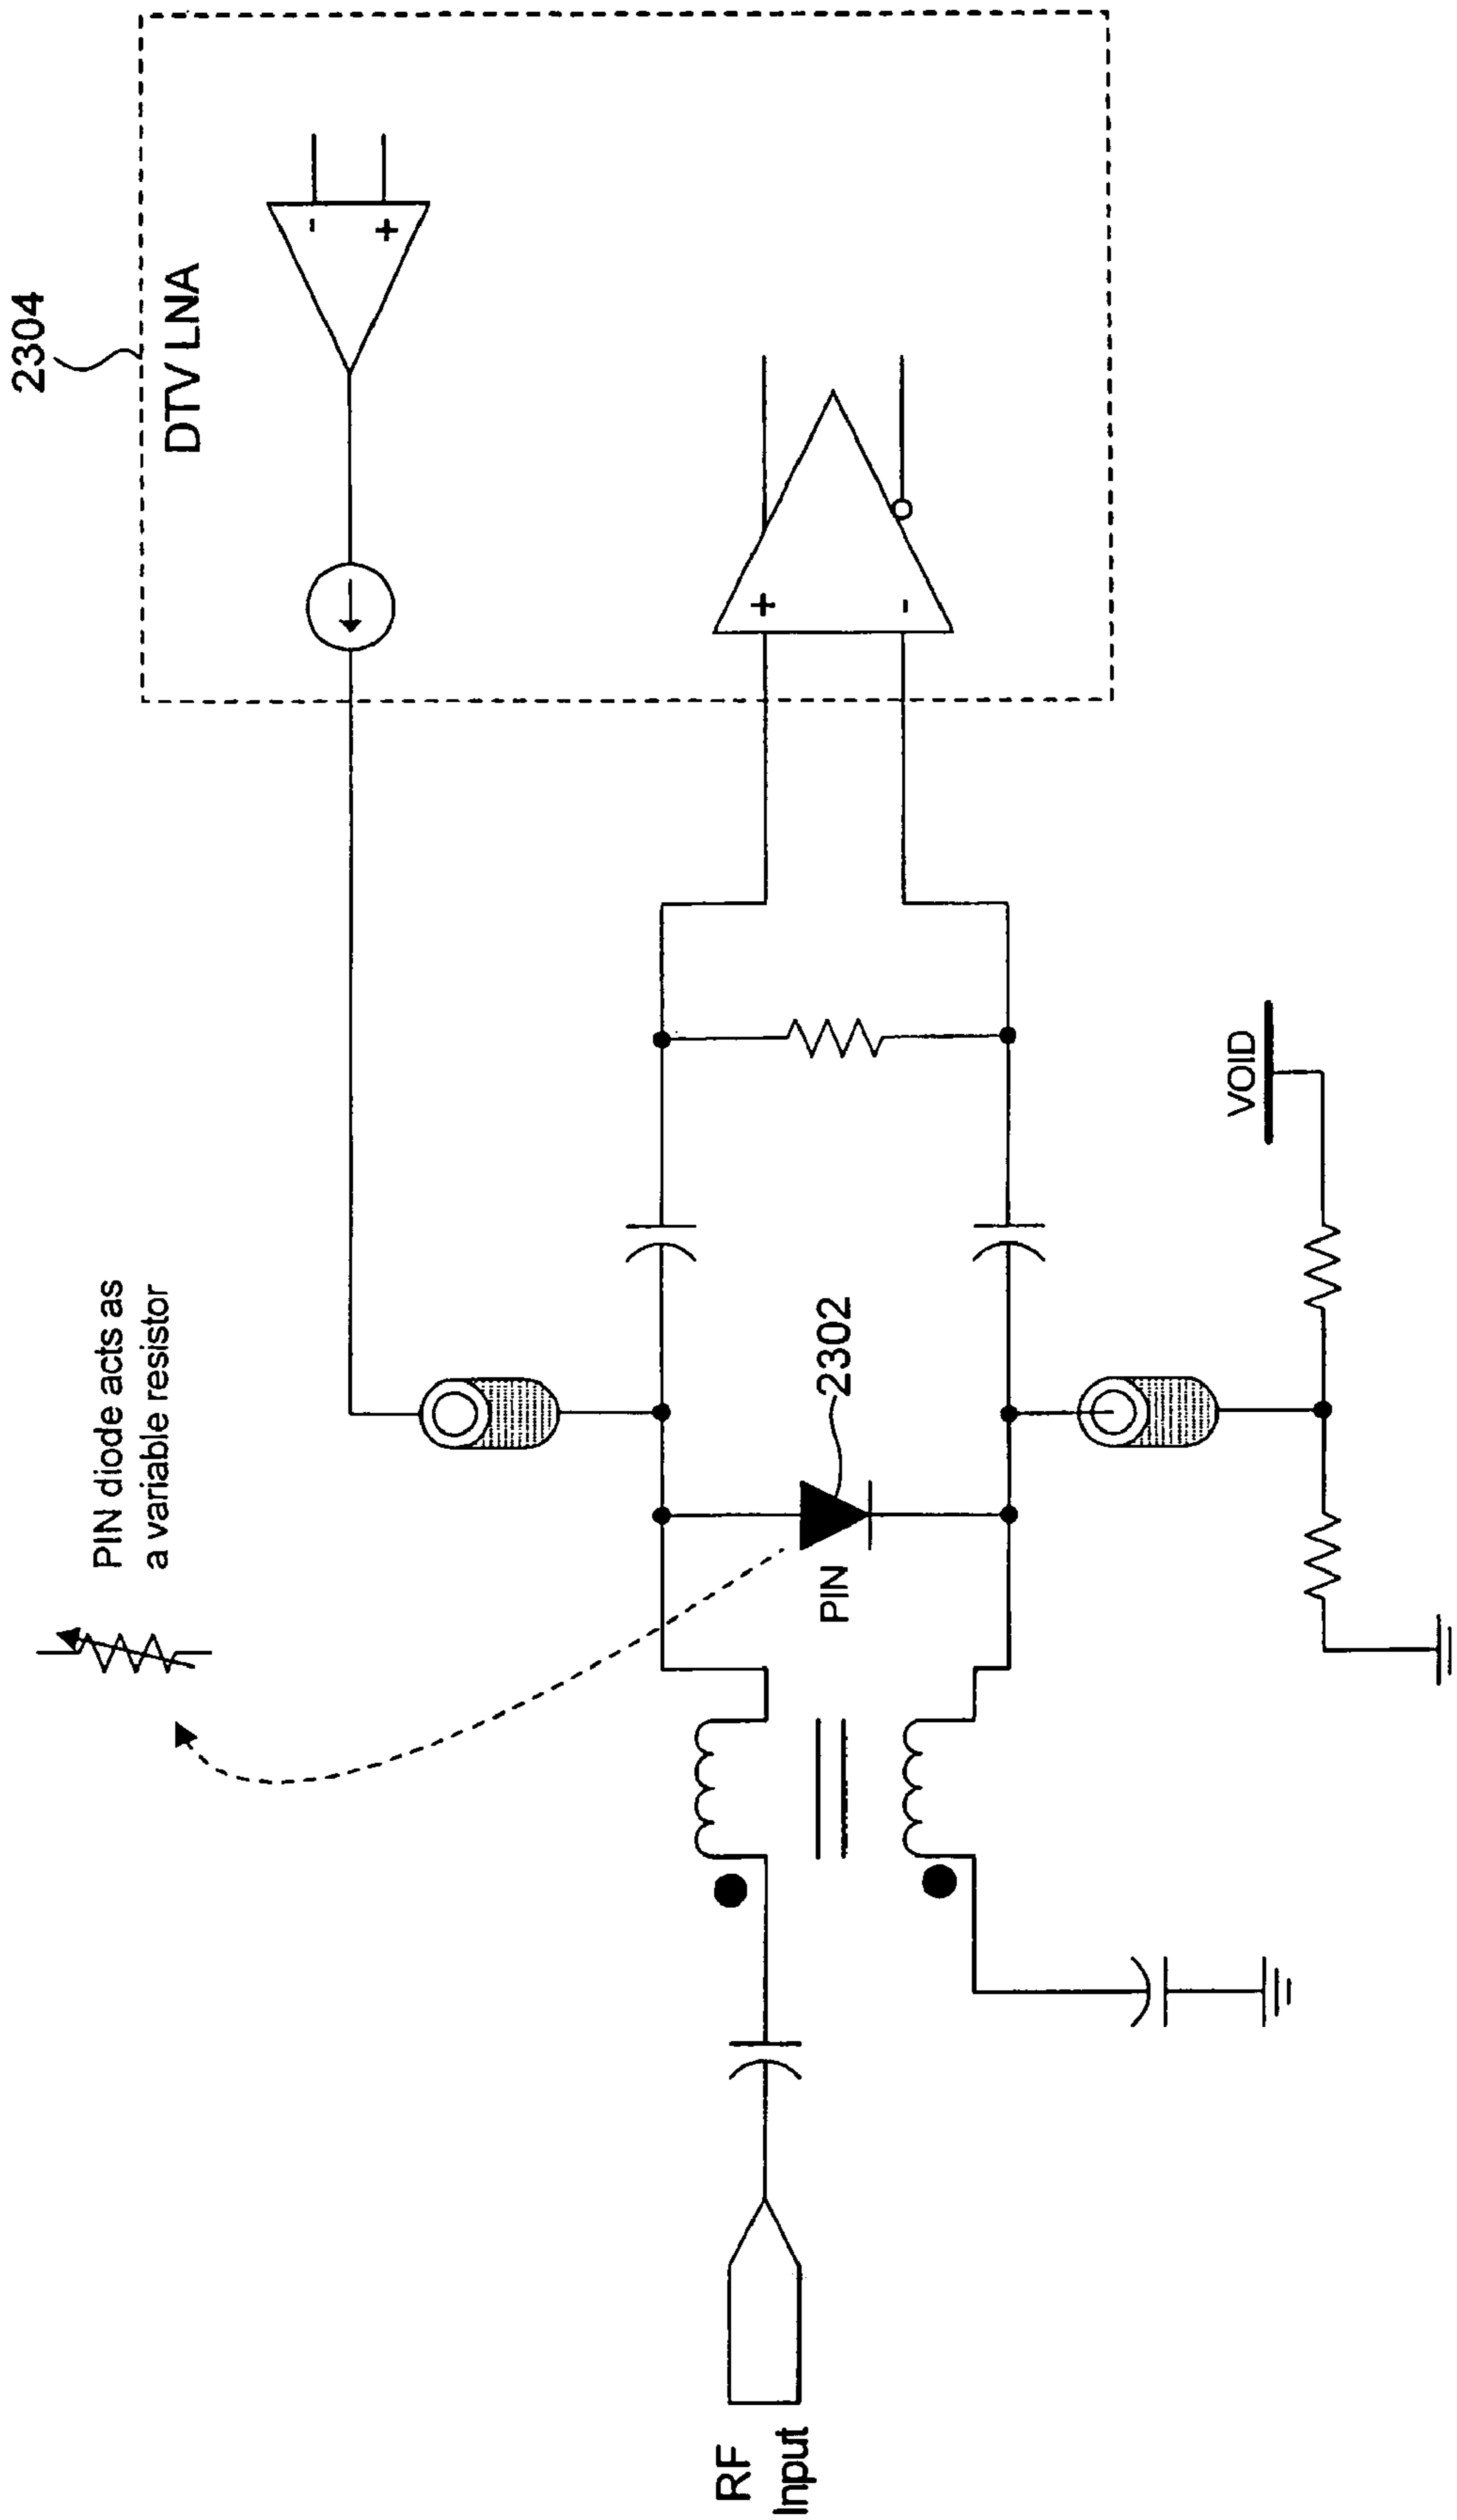 2304
DTV LNA
-
+
+
-
PIN diode acts as
a variable resistor
2302
PIN
VOID
RF
Input